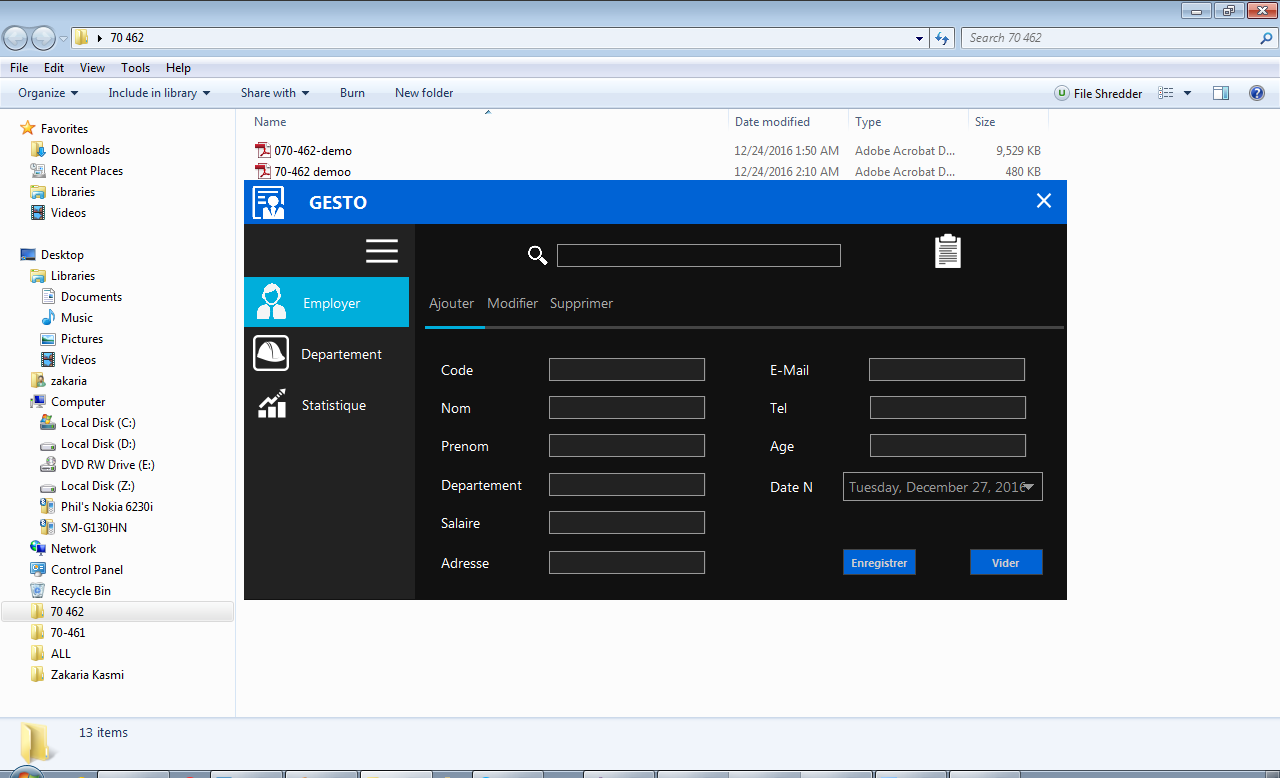 70 462
Search 70 462
File Edit View Tools Help
Organize Include in library Share with Burn New folder File Shredder
Name Date modified Type Size
070-462-demo 12/24/2016 1:50 AM Adobe Acrobat D... 9,529 KB
70-462 demoo 12/24/2016 2:10 AM Adobe Acrobat D... 480 KB
Favorites
Downloads
Recent Places
Libraries
Videos
Desktop
Libraries
Documents
Music
Pictures
Videos
zakaria
Computer
Local Disk (C:)
Local Disk (D:)
DVD RW Drive (E:)
Local Disk (Z:)
Phil's Nokia 6230i
SM-G130HN
Network
Control Panel
Recycle Bin
70 462
70-461
ALL
Zakaria Kasmi
GESTO
Employer
Departement
Statistique
Ajouter Modifier Supprimer
Code
Nom
Prenom
Departement
Salaire
Adresse
E-Mail
Tel
Age
Date N Tuesday, December 27, 2016
Enregistrer Vider
13 items